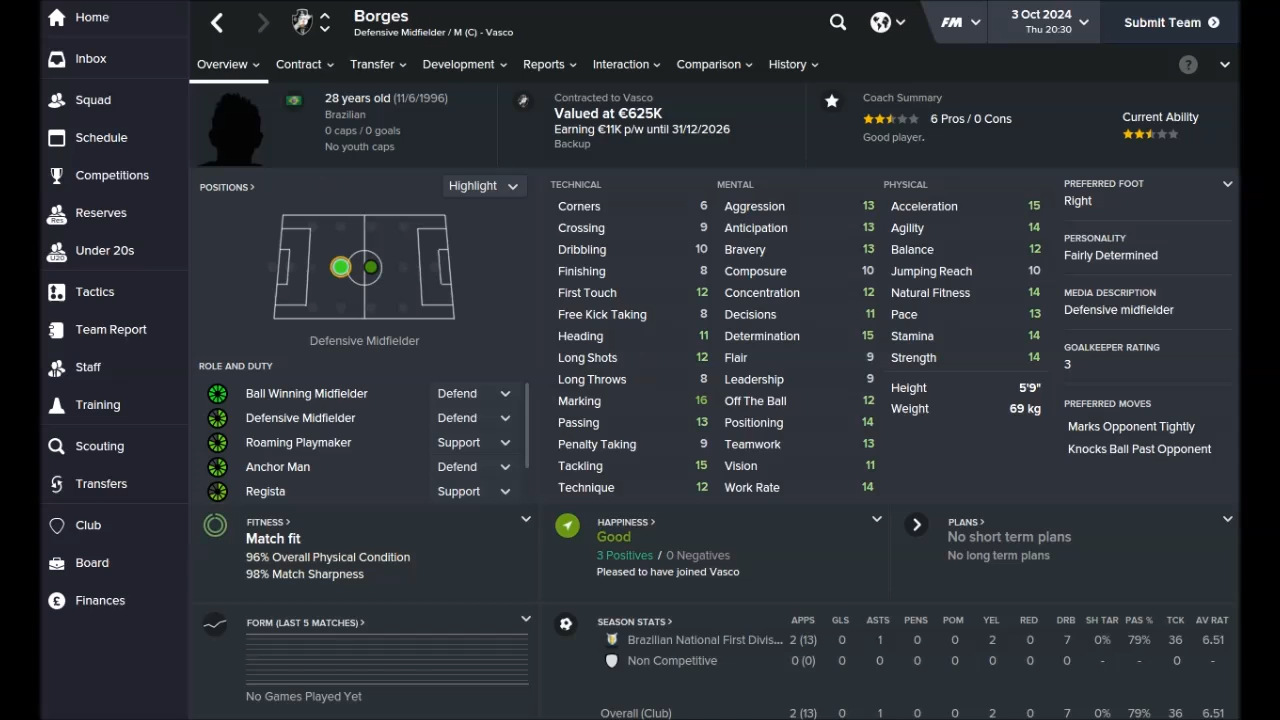 Home
Inbox
Squad
Schedule
Competitions
Res
Reserves
U20
Under 20s
Tactics
Team Report
Staff
Training
Scouting
Transfers
Club
Board
£
Finances
Borges
Defensive Midfielder / M (C) - Vasco
FM
3 Oct 2024
Thu 20:30
Submit Team
Overview
Contract
Transfer
Development
Reports
Interaction
Comparison
History
?
28 years old (11/6/1996)
Brazilian
0 caps / 0 goals
No youth caps
Contracted to Vasco
Valued at €625K
Earning €11K p/w until 31/12/2026
Backup
Coach Summary
6 Pros / 0 Cons
Good player.
Current Ability
POSITIONS >
Highlight
Defensive Midfielder
ROLE AND DUTY
Ball Winning Midfielder Defend
Defensive Midfielder Defend
Roaming Playmaker Support
Anchor Man Defend
Regista Support
TECHNICAL
Corners 6
Crossing 9
Dribbling 10
Finishing 8
First Touch 12
Free Kick Taking 8
Heading 11
Long Shots 12
Long Throws 8
Marking 16
Passing 13
Penalty Taking 9
Tackling 15
Technique 12
MENTAL
Aggression 13
Anticipation 13
Bravery 13
Composure 10
Concentration 12
Decisions 11
Determination 15
Flair 9
Leadership 9
Off The Ball 12
Positioning 14
Teamwork 13
Vision 11
Work Rate 14
PHYSICAL
Acceleration 15
Agility 14
Balance 12
Jumping Reach 10
Natural Fitness 14
Pace 13
Stamina 14
Strength 14
Height 5'9"
Weight 69 kg
PREFERRED FOOT
Right
PERSONALITY
Fairly Determined
MEDIA DESCRIPTION
Defensive midfielder
GOALKEEPER RATING
3
PREFERRED MOVES
Marks Opponent Tightly
Knocks Ball Past Opponent
FITNESS >
Match fit
96% Overall Physical Condition
98% Match Sharpness
HAPPINESS >
Good
3 Positives / 0 Negatives
Pleased to have joined Vasco
PLANS >
No short term plans
No long term plans
FORM (LAST 5 MATCHES) >
No Games Played Yet
SEASON STATS > APPS GLS ASTS PENS POM YEL RED DRB SH TAR PAS % TCK AV RAT
Brazilian National First Divis... 2 (13) 0 1 0 0 2 0 7 0% 79% 36 6.51
Non Competitive 0 (0) 0 0 0 0 0 0 0 - - 0 -
Overall (Club) 2 (13) 0 1 0 0 2 0 7 0% 79% 36 6.51